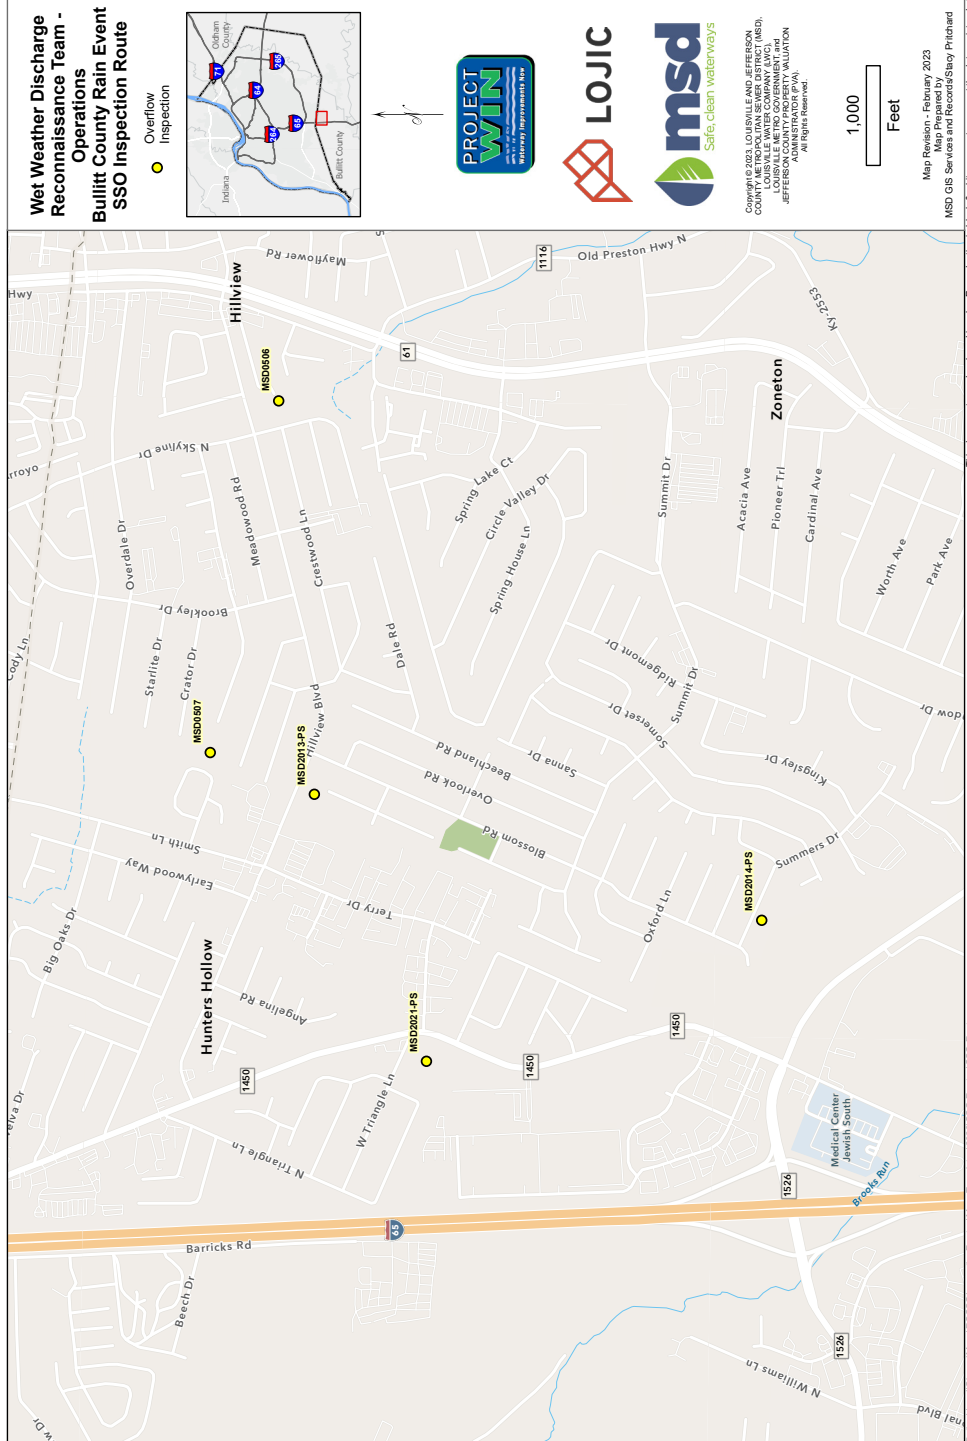 Wet Weather Discharge
Reconnaissance Team -
Operations
Bullitt County Rain Event
SSO Inspection Route
Overflow
Inspection
Oldham
County
Indiana
Bullitt County
71
64
265
264
65
PROJECT
WIN
Waterway Improvements Now
LOJIC
msd
Safe, clean waterways
Copyright © 2023, LOUISVILLE AND JEFFERSON
COUNTY METROPOLITAN SEWER DISTRICT (MSD),
LOUISVILLE WATER COMPANY (LWC),
LOUISVILLE METRO GOVERNMENT, and
JEFFERSON COUNTY PROPERTY VALUATION
ADMINISTRATOR (PVA).
All Rights Reserved.
1,000
Feet
Map Revision - February 2023
Map Prepared by
MSD GIS Services and Records/Stacy Pritchard
Hwy
Mayflower Rd
Hillview
1116
Old Preston Hwy N
Ky-2553
61
MSD0506
Zoneton
N Skyline Dr
rroyo
Meadowood Rd
Overdale Dr
Crestwood Ln
Spring Lake Ct
Circle Valley Dr
Spring House Ln
Summit Dr
Acacia Ave
Pioneer Trl
Cardinal Ave
Worth Ave
Park Ave
Brookley Dr
Cody Ln
Starlite Dr
Crator Dr
Dale Rd
Ridgemont Dr
Summit Dr
Somerset Dr
dow Dr
MSD0507
MSD2013-PS
Hillview Blvd
Beechland Rd
Sanna Dr
Overlook Rd
Kingsley Dr
Blossom Rd
Summers Dr
Smith Ln
Earlywood Way
Terry Dr
MSD2014-PS
Oxford Ln
Big Oaks Dr
Hunters Hollow
Angelina Rd
MSD2021-PS
1450
1450
1450
elva Dr
W Triangle Ln
N Triangle Ln
Medical Center
Jewish South
Brooks Run
1526
65
Barricks Rd
Beech Dr
1526
N Williams Ln
nal Blvd
w Dr